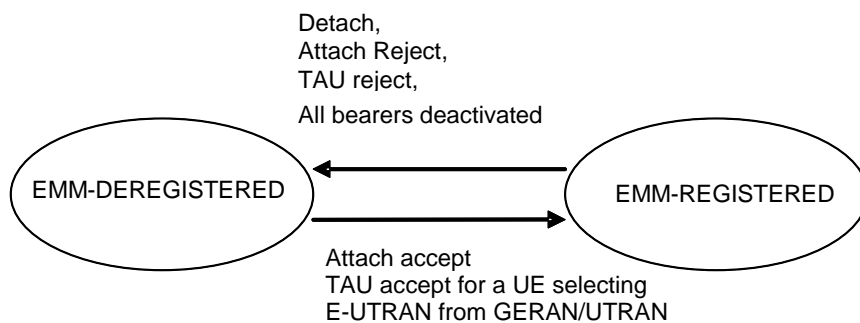 Detach,
Attach Reject,
TAU reject,
All bearers deactivated
EMM-DEREGISTERED
EMM-REGISTERED
Attach accept
TAU accept for a UE selecting
E-UTRAN from GERAN/UTRAN